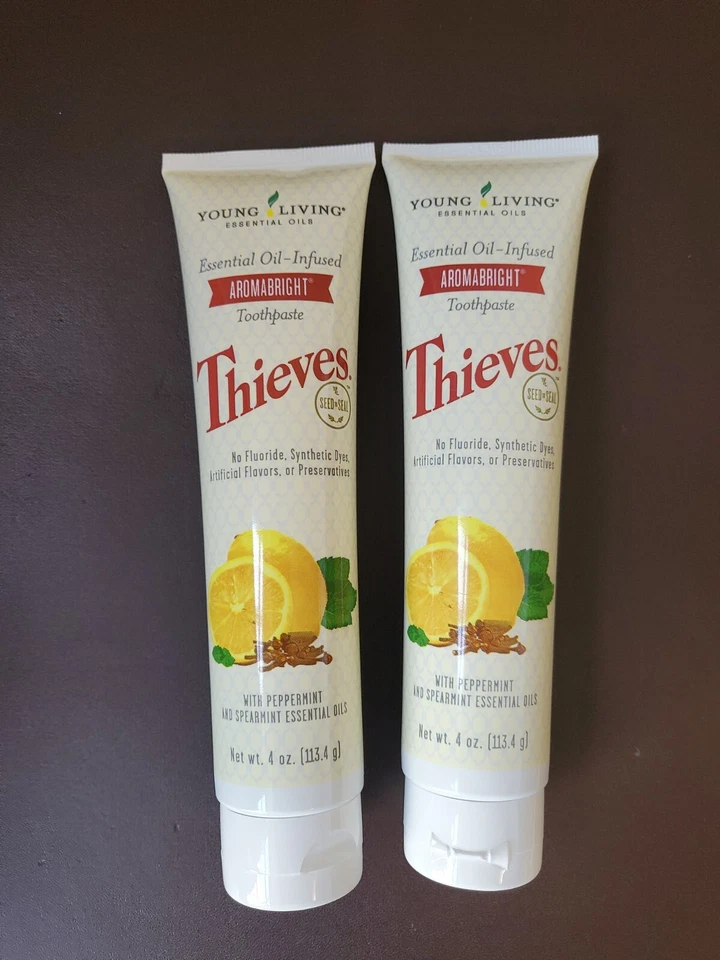 YOUNG LIVING®
ESSENTIAL OILS
Essential Oil-Infused
AROMABRIGHT®
Toothpaste
Thieves®
SEED TO SEAL™
No Fluoride, Synthetic Dyes,
Artificial Flavors, or Preservatives
WITH PEPPERMINT
AND SPEARMINT ESSENTIAL OILS
Net wt. 4 oz. (113.4 g)
YOUNG LIVING®
ESSENTIAL OILS
Essential Oil-Infused
AROMABRIGHT®
Toothpaste
Thieves®
SEED TO SEAL™
No Fluoride, Synthetic Dyes,
Artificial Flavors, or Preservatives
WITH PEPPERMINT
AND SPEARMINT ESSENTIAL OILS
Net wt. 4 oz. (113.4 g)